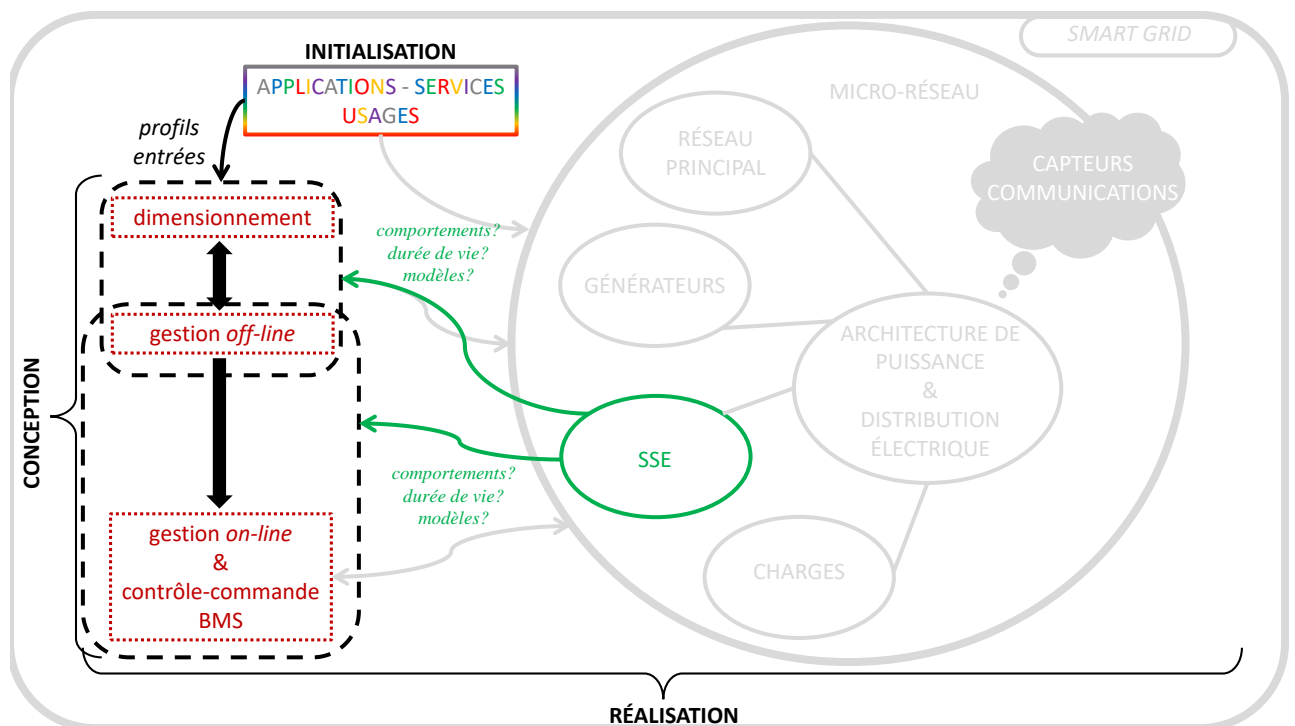 SMART GRID
INITIALISATION
APPLICATIONS - SERVICES
USAGES
profils
entrées
CONCEPTION
dimensionnement
gestion off-line
gestion on-line
&
contrôle-commande
BMS
comportements?
durée de vie?
modèles?
comportements?
durée de vie?
modèles?
MICRO-RÉSEAU
RÉSEAU
PRINCIPAL
CAPTEURS
COMMUNICATIONS
GÉNÉRATEURS
ARCHITECTURE DE
PUISSANCE
&
DISTRIBUTION
ÉLECTRIQUE
SSE
CHARGES
RÉALISATION